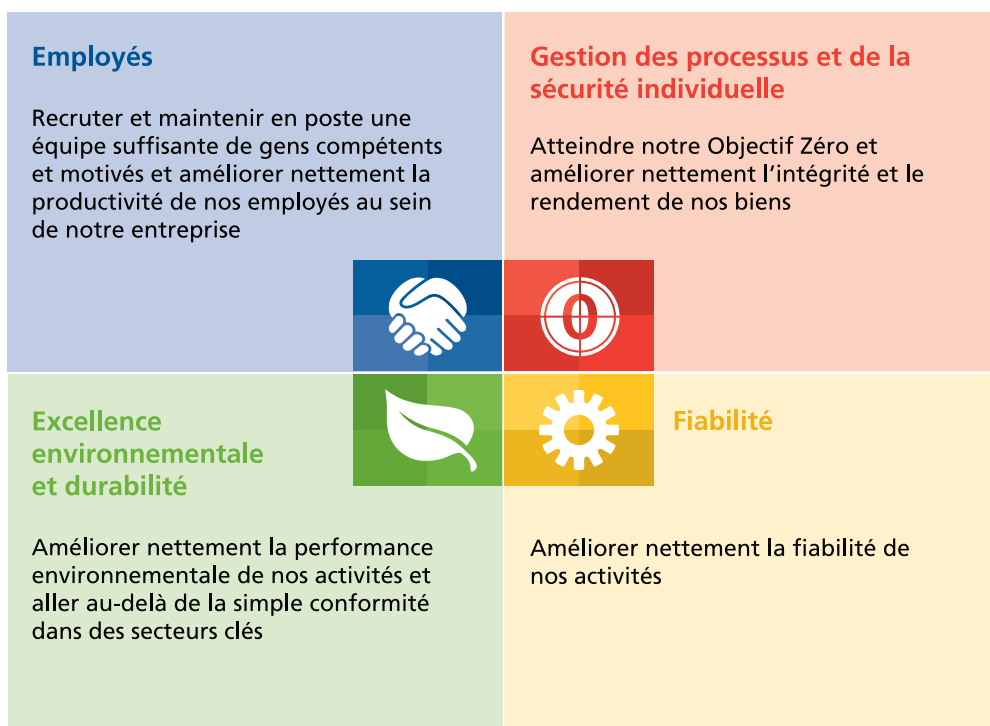 Employés
Recruter et maintenir en poste une
équipe suffisante de gens compétents
et motivés et améliorer nettement la
productivité de nos employés au sein
de notre entreprise
Gestion des processus et de la
sécurité individuelle
Atteindre notre Objectif Zéro et
améliorer nettement l’intégrité et le
rendement de nos biens
0
Excellence
environnementale
et durabilité
Améliorer nettement la performance
environnementale de nos activités et
aller au-delà de la simple conformité
dans des secteurs clés
Fiabilité
Améliorer nettement la fiabilité de
nos activités